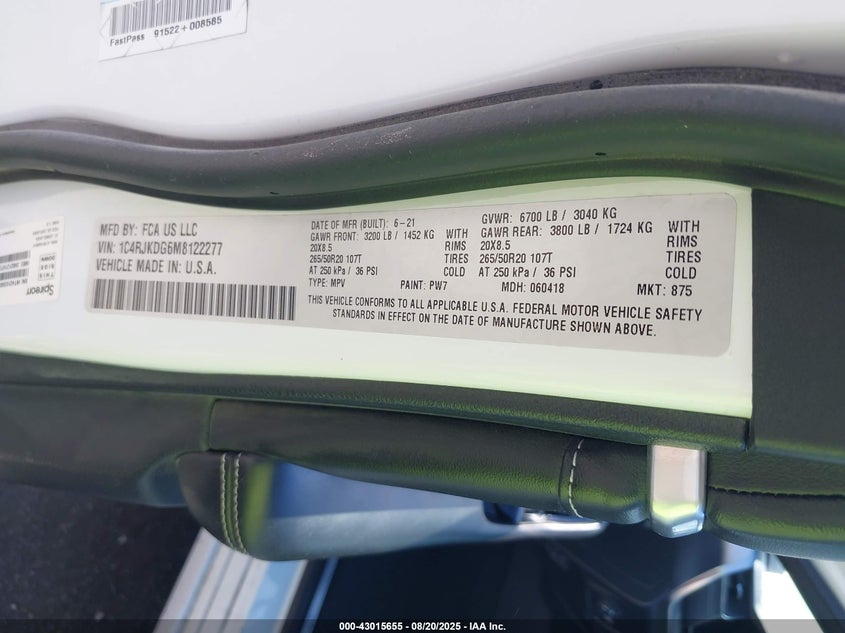 FastPass 91522+008585
MFD BY: FCA US LLC
VIN: 1C4RJKDG6M8122277
VEHICLE MADE IN: U.S.A.
DATE OF MFR (BUILT): 6-21
GAWR FRONT: 3200 LB / 1452 KG WITH
20X8.5 RIMS
265/50R20 107T TIRES
AT 250 kPa / 36 PSI COLD
TYPE: MPV PAINT: PW7
GVWR: 6700 LB / 3040 KG
GAWR REAR: 3800 LB / 1724 KG WITH
20X8.5 RIMS
265/50R20 107T TIRES
AT 250 kPa / 36 PSI COLD
MDH: 060418 MKT: 875
THIS VEHICLE CONFORMS TO ALL APPLICABLE U.S.A. FEDERAL MOTOR VEHICLE SAFETY
STANDARDS IN EFFECT ON THE DATE OF MANUFACTURE SHOWN ABOVE.
THIS
SIDE
DOWN
000-43015655 - 08/20/2025 - IAA Inc.